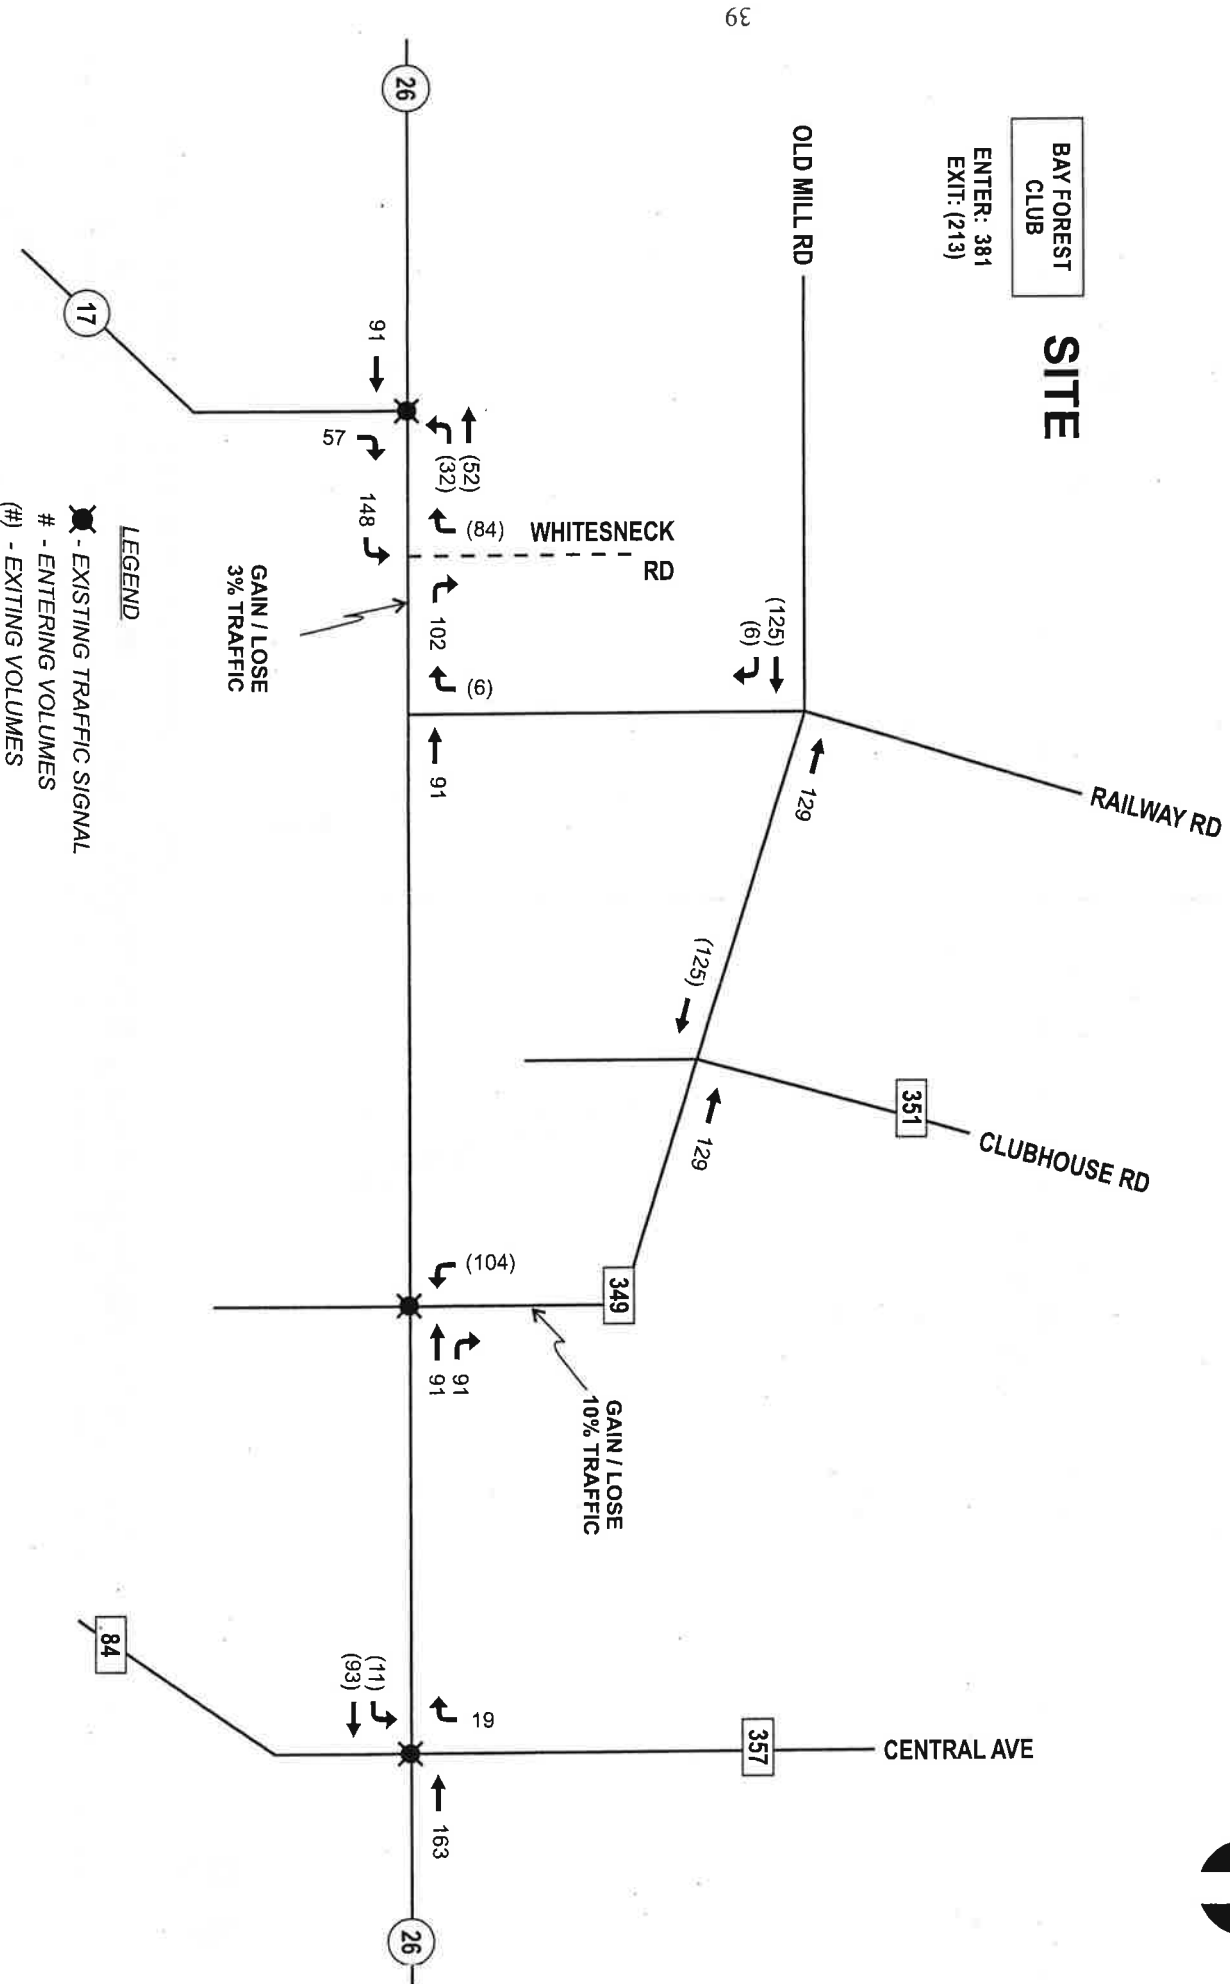 39
BAY FOREST
CLUB
ENTER: 381
EXIT: (213)
SITE
OLD MILL RD
RAILWAY RD
(125)
(6)
129
(125)
129
351
CLUBHOUSE RD
349
GAIN / LOSE
10% TRAFFIC
357
CENTRAL AVE
26
91
(52)
(32)
57
17
(84)
WHITESNECK
RD
148
102
(6)
91
GAIN / LOSE
3% TRAFFIC
(104)
91
91
19
(11)
(93)
163
84
26
LEGEND
- EXISTING TRAFFIC SIGNAL
# - ENTERING VOLUMES
(#) - EXITING VOLUMES